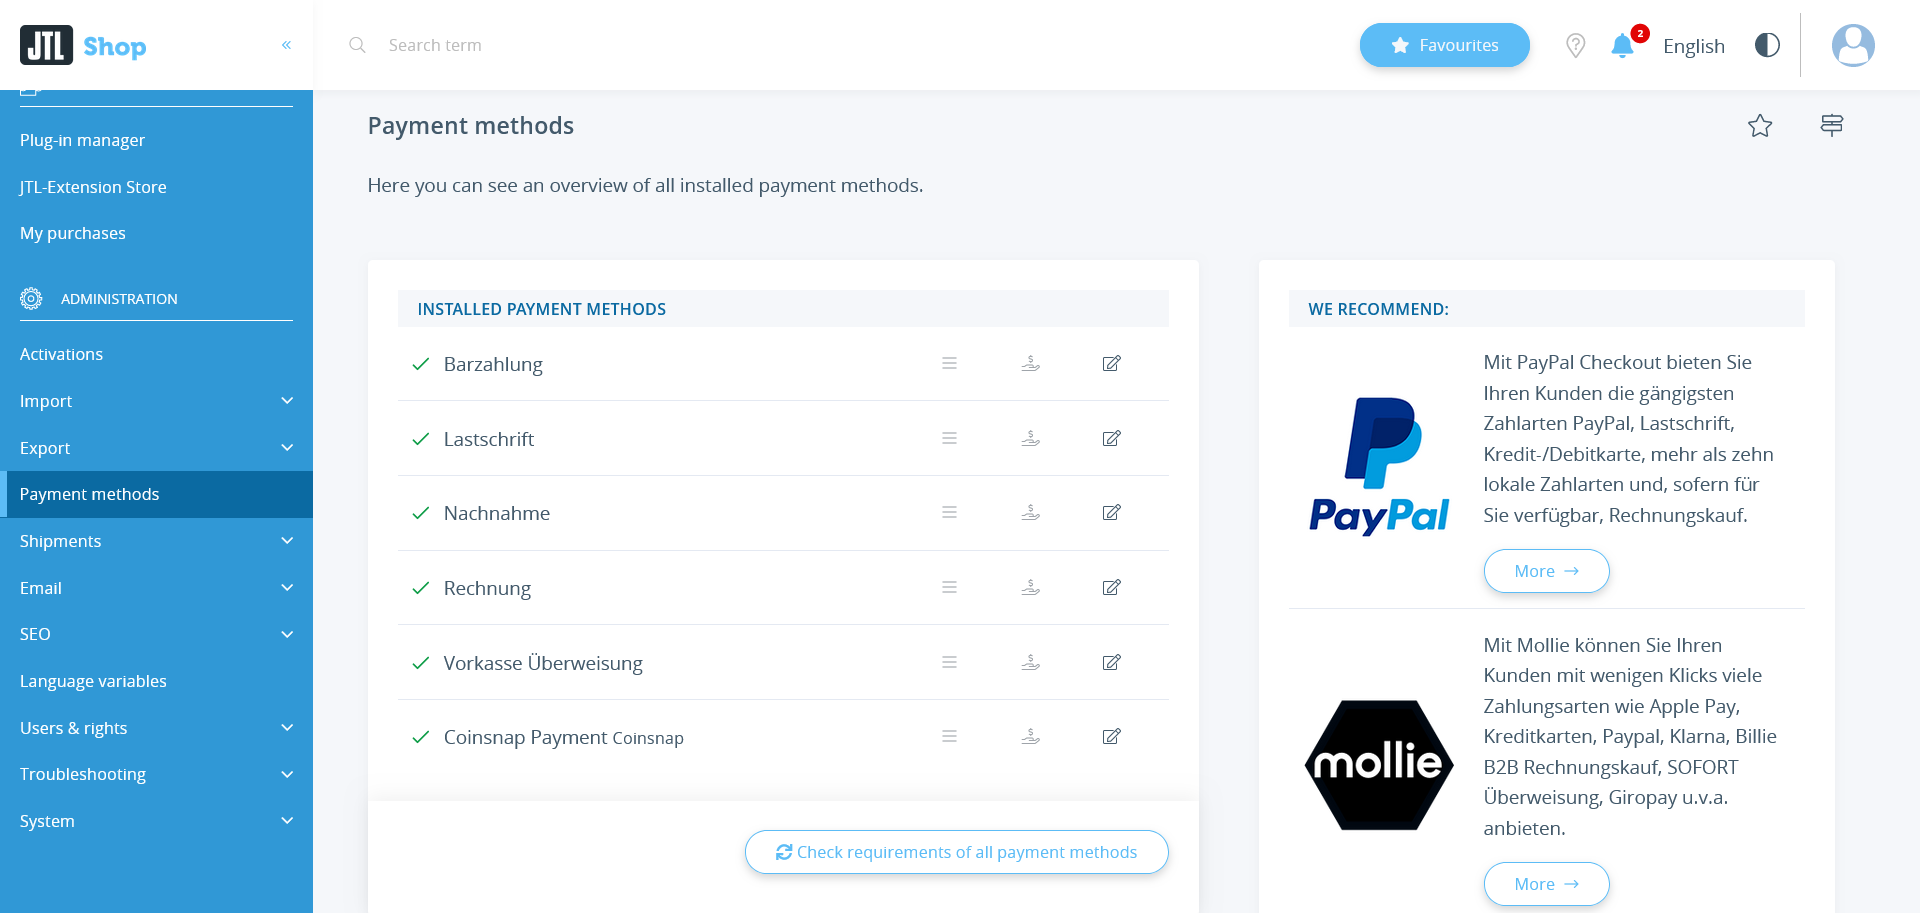 JTL Shop
Search term
Favourites
2
English
Plug-in manager
JTL-Extension Store
My purchases
ADMINISTRATION
Activations
Import
Export
Payment methods
Shipments
Email
SEO
Language variables
Users & rights
Troubleshooting
System
Payment methods
Here you can see an overview of all installed payment methods.
INSTALLED PAYMENT METHODS
Barzahlung
Lastschrift
Nachnahme
Rechnung
Vorkasse Überweisung
Coinsnap Payment Coinsnap
Check requirements of all payment methods
WE RECOMMEND:
PayPal
Mit PayPal Checkout bieten Sie
Ihren Kunden die gängigsten
Zahlarten PayPal, Lastschrift,
Kredit-/Debitkarte, mehr als zehn
lokale Zahlarten und, sofern für
Sie verfügbar, Rechnungskauf.
More
mollie
Mit Mollie können Sie Ihren
Kunden mit wenigen Klicks viele
Zahlungsarten wie Apple Pay,
Kreditkarten, Paypal, Klarna, Billie
B2B Rechnungskauf, SOFORT
Überweisung, Giropay u.v.a.
anbieten.
More